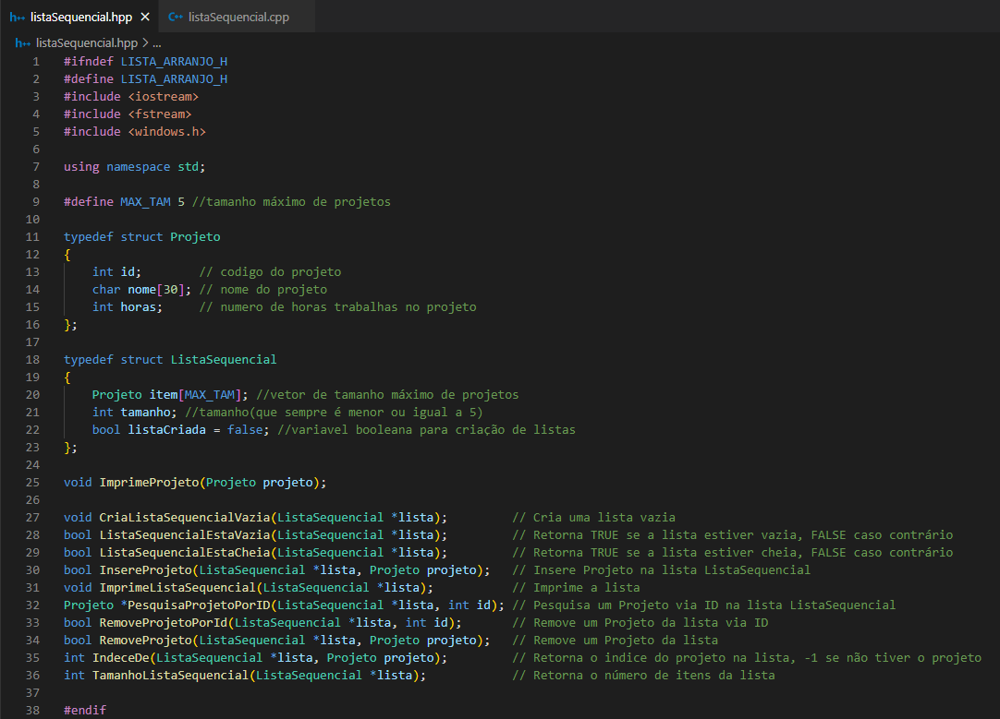 h++ listaSequencial.hpp × C++ listaSequencial.cpp
h++ listaSequencial.hpp > ...
1 #ifndef LISTA_ARRANJO_H
2 #define LISTA_ARRANJO_H
3 #include <iostream>
4 #include <fstream>
5 #include <windows.h>
6
7 using namespace std;
8
9 #define MAX_TAM 5 //tamanho máximo de projetos
10
11 typedef struct Projeto
12 {
13 int id; // codigo do projeto
14 char nome[30]; // nome do projeto
15 int horas; // numero de horas trabalhas no projeto
16 };
17
18 typedef struct ListaSequencial
19 {
20 Projeto item[MAX_TAM]; //vetor de tamanho máximo de projetos
21 int tamanho; //tamanho(que sempre é menor ou igual a 5)
22 bool listaCriada = false; //variavel booleana para criação de listas
23 };
24
25 void ImprimeProjeto(Projeto projeto);
26
27 void CriaListaSequencialVazia(ListaSequencial *lista); // Cria uma lista vazia
28 bool ListaSequencialEstaVazia(ListaSequencial *lista); // Retorna TRUE se a lista estiver vazia, FALSE caso contrário
29 bool ListaSequencialEstaCheia(ListaSequencial *lista); // Retorna TRUE se a lista estiver cheia, FALSE caso contrário
30 bool InsereProjeto(ListaSequencial *lista, Projeto projeto); // Insere Projeto na lista ListaSequencial
31 void ImprimeListaSequencial(ListaSequencial *lista); // Imprime a lista
32 Projeto *PesquisaProjetoPorID(ListaSequencial *lista, int id); // Pesquisa um Projeto via ID na lista ListaSequencial
33 bool RemoveProjetoPorId(ListaSequencial *lista, int id); // Remove um Projeto da lista via ID
34 bool RemoveProjeto(ListaSequencial *lista, Projeto projeto); // Remove um Projeto da lista
35 int IndeceDe(ListaSequencial *lista, Projeto projeto); // Retorna o indice do projeto na lista, -1 se não tiver o projeto
36 int TamanhoListaSequencial(ListaSequencial *lista); // Retorna o número de itens da lista
37
38 #endif